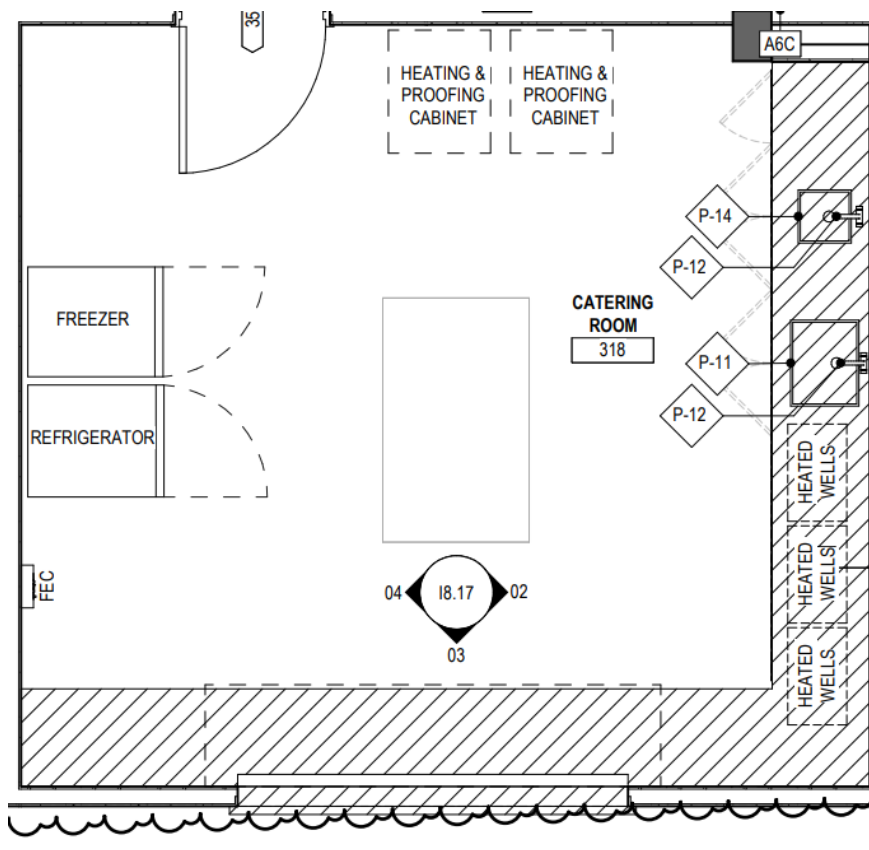 35
A6C
HEATING &
PROOFING
CABINET
HEATING &
PROOFING
CABINET
P-14
P-12
FREEZER
CATERING
ROOM
318
P-11
P-12
REFRIGERATOR
HEATED
WELLS
HEATED
WELLS
HEATED
WELLS
FEC
04
I8.17
02
03